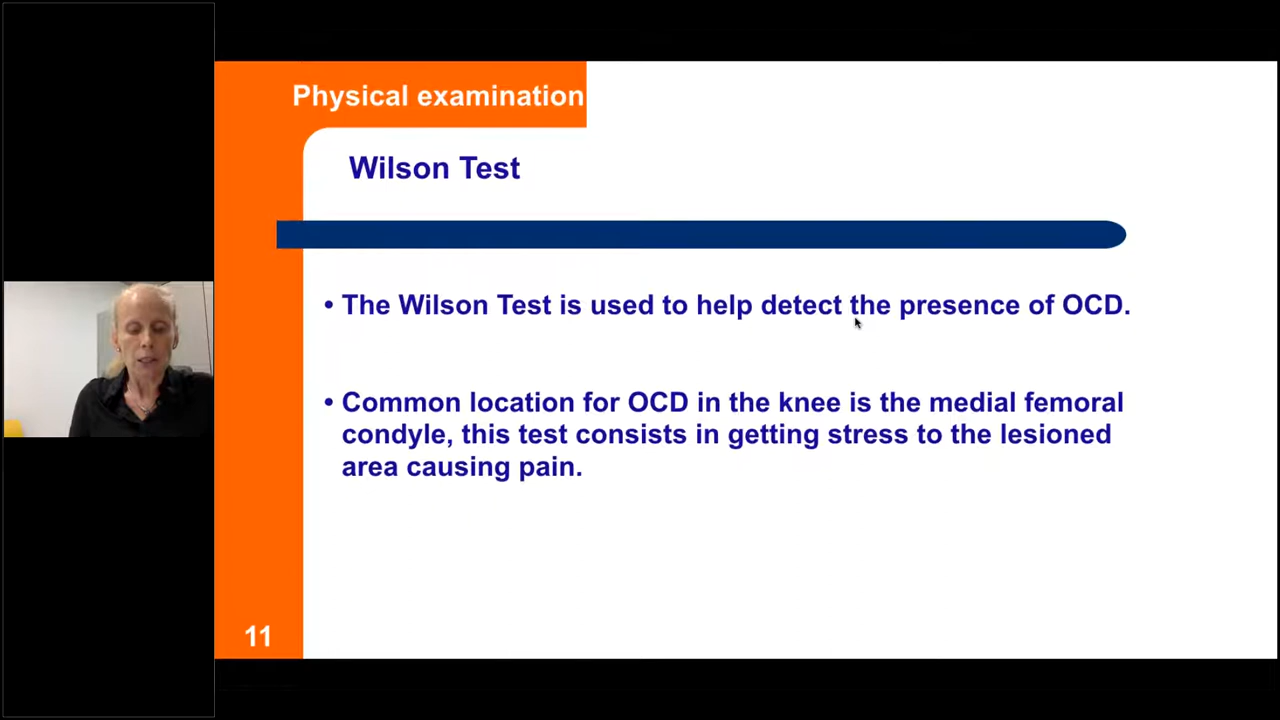 Physical examination
Wilson Test
• The Wilson Test is used to help detect the presence of OCD.
• Common location for OCD in the knee is the medial femoral
condyle, this test consists in getting stress to the lesioned
area causing pain.
11